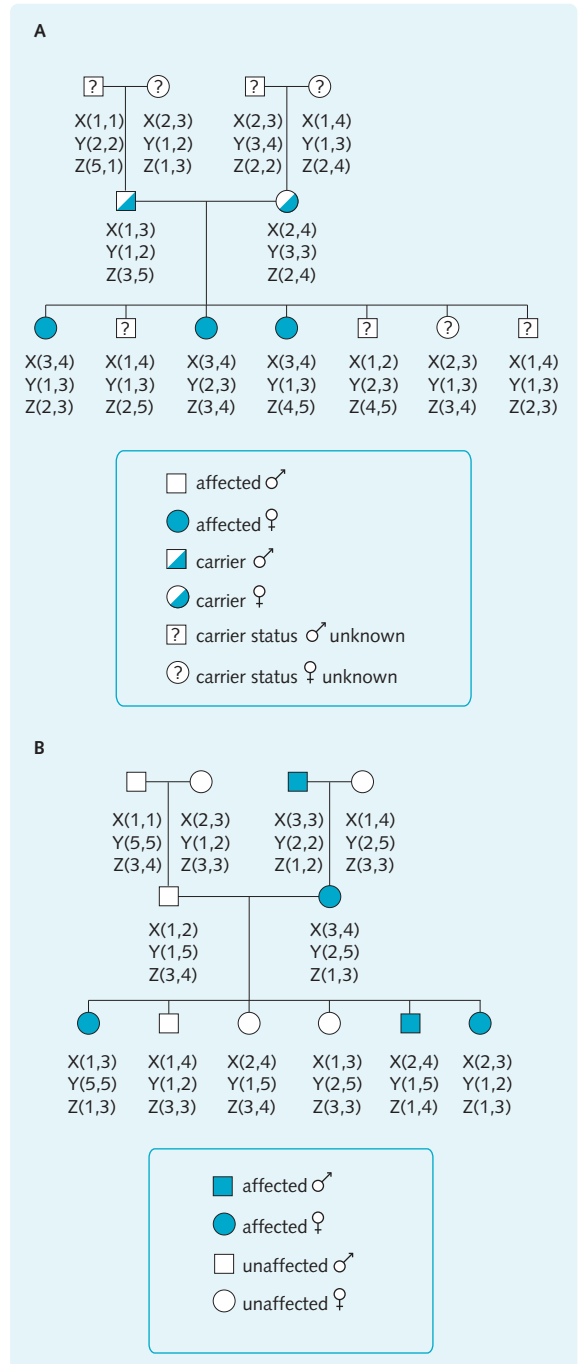 A
? ? ? ?
X(1,1) X(2,3) X(2,3) X(1,4)
Y(2,2) Y(1,2) Y(3,4) Y(1,3)
Z(5,1) Z(1,3) Z(2,2) Z(2,4)
X(1,3) X(2,4)
Y(1,2) Y(3,3)
Z(3,5) Z(2,4)
? ? ? ?
X(3,4) X(1,4) X(3,4) X(3,4) X(1,2) X(2,3) X(1,4)
Y(1,3) Y(1,3) Y(2,3) Y(1,3) Y(2,3) Y(1,3) Y(1,3)
Z(2,3) Z(2,5) Z(3,4) Z(4,5) Z(4,5) Z(3,4) Z(2,3)
affected ♂
affected ♀
carrier ♂
carrier ♀
? carrier status ♂ unknown
? carrier status ♀ unknown
B
X(1,1) X(2,3) X(3,3) X(1,4)
Y(5,5) Y(1,2) Y(2,2) Y(2,5)
Z(3,4) Z(3,3) Z(1,2) Z(3,3)
X(1,2) X(3,4)
Y(1,5) Y(2,5)
Z(3,4) Z(1,3)
X(1,3) X(1,4) X(2,4) X(1,3) X(2,4) X(2,3)
Y(5,5) Y(1,2) Y(1,5) Y(2,5) Y(1,5) Y(1,2)
Z(1,3) Z(3,3) Z(3,4) Z(3,3) Z(1,4) Z(1,3)
affected ♂
affected ♀
unaffected ♂
unaffected ♀